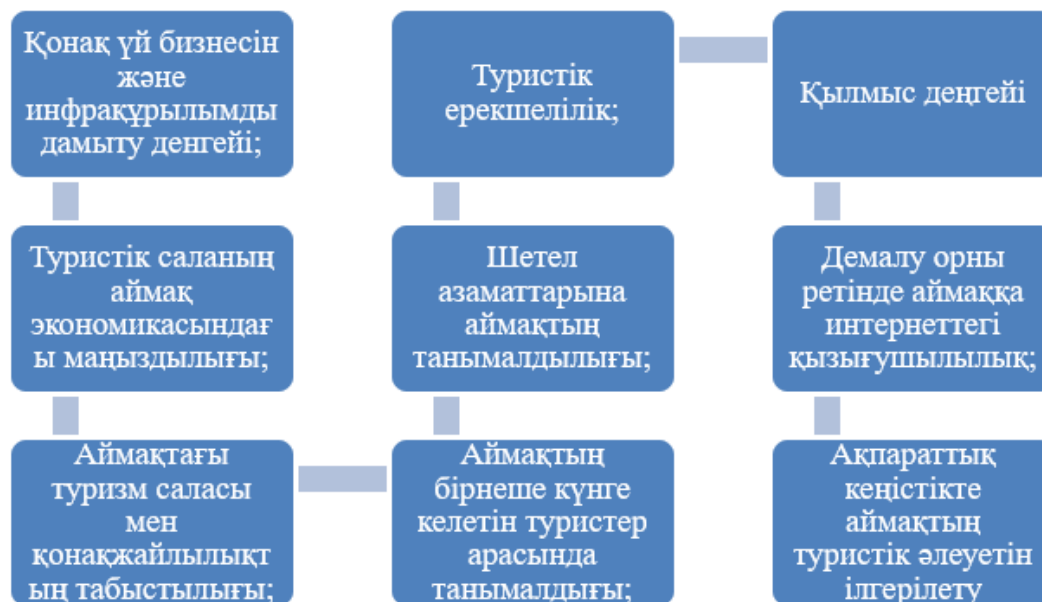 Қонақ үй бизнесін
және
инфрақұрылымды
дамыту денгейі;
Туристік саланың
аймақ
экономикасындағ
ы маңыздылығы;
Аймақтағы
туризм саласы
мен
қонақжайлылықт
ың табыстылығы;
Аймақтың
бірнеше күнге
келетін туристер
арасында
танымалдығы;
Шетел
азаматтарына
аймақтың
танымалдылығы;
Туристік
ерекшелілік;
Қылмыс деңгейі
Демалу орны
ретінде аймаққа
интернеттегі
қызығушылылық;
Ақпараттық
кеңістікте
аймақтың
туристік әлеуетін
ілгерілету